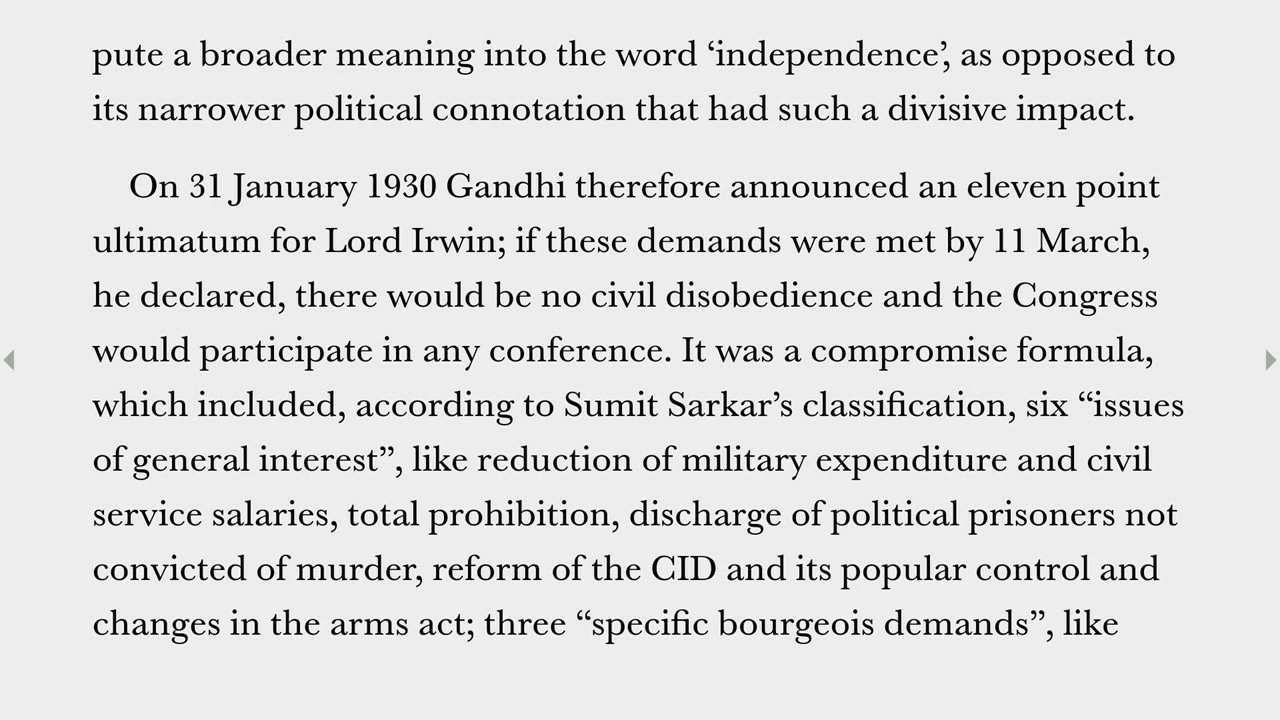 pute a broader meaning into the word ‘independence’, as opposed to
its narrower political connotation that had such a divisive impact.
On 31 January 1930 Gandhi therefore announced an eleven point
ultimatum for Lord Irwin; if these demands were met by 11 March,
he declared, there would be no civil disobedience and the Congress
would participate in any conference. It was a compromise formula,
which included, according to Sumit Sarkar’s classification, six “issues
of general interest”, like reduction of military expenditure and civil
service salaries, total prohibition, discharge of political prisoners not
convicted of murder, reform of the CID and its popular control and
changes in the arms act; three “specific bourgeois demands”, like